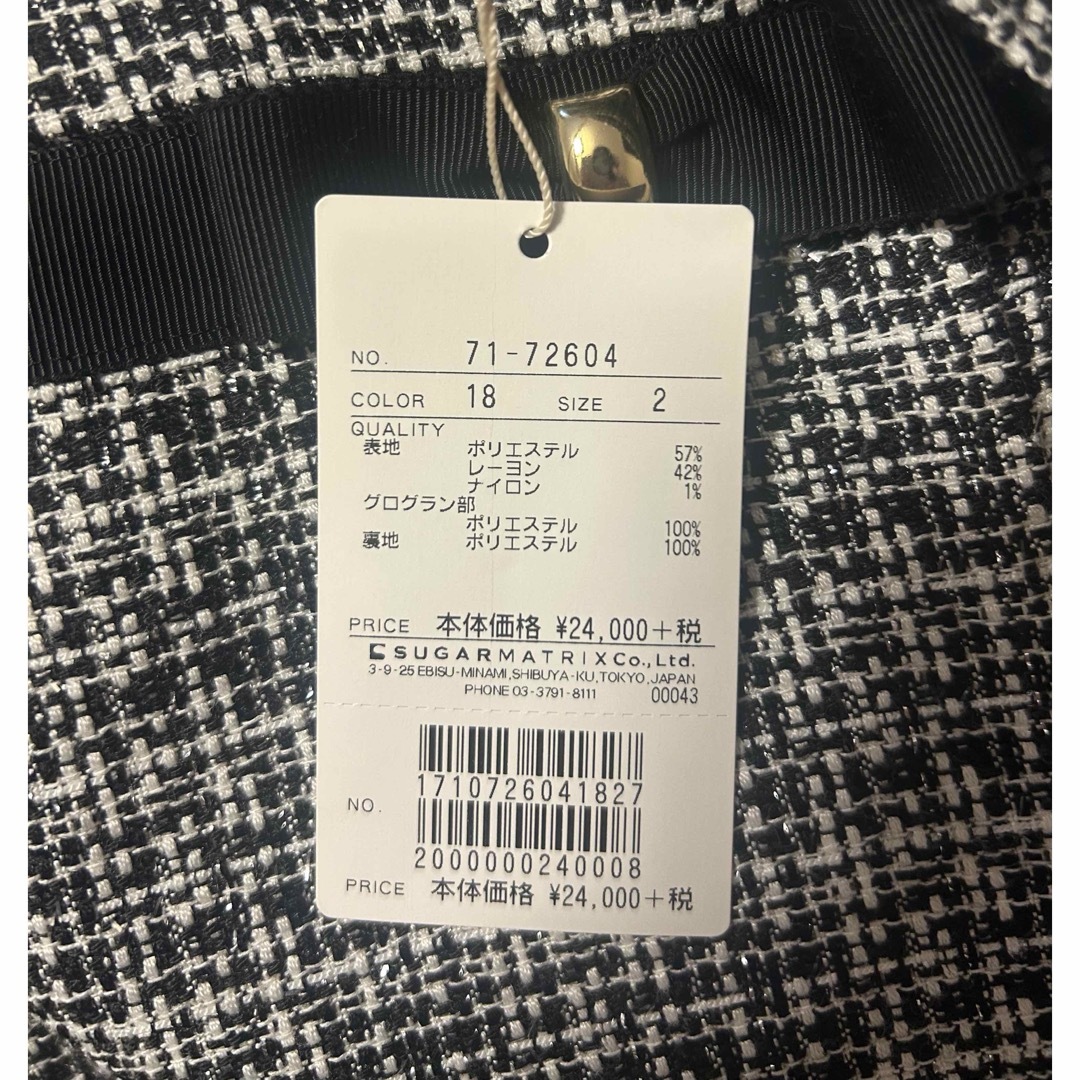 NO. 71-72604
COLOR 18 SIZE 2
QUALITY
表地 ポリエステル 57%
レーヨン 42%
ナイロン 1%
グログラン部
ポリエステル 100%
裏地 ポリエステル 100%
PRICE 本体価格 ¥24,000+税
SUGARMATRIX Co.,Ltd.
3-9-25 EBISU-MINAMI,SHIBUYA-KU,TOKYO,JAPAN
PHONE 03-3791-8111 00043
1710726041827
NO.
2000000240008
PRICE 本体価格 ¥24,000+税